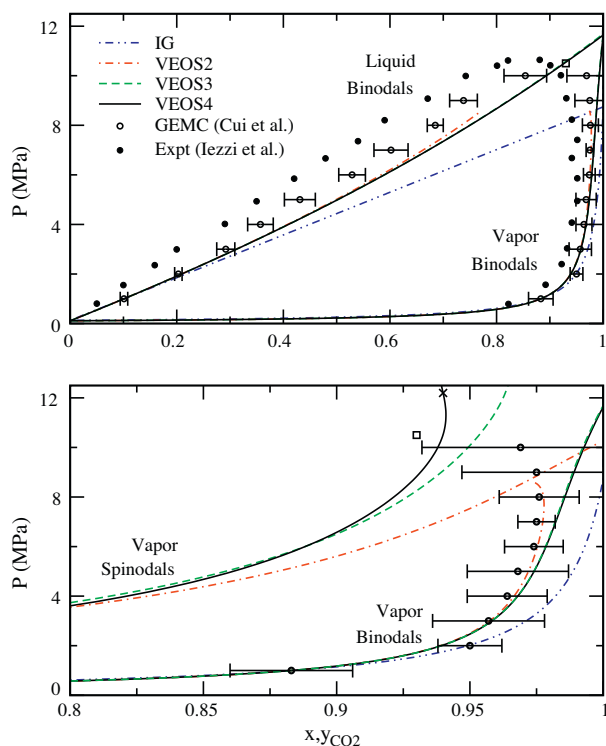 12
8
4
0
P (MPa)
IG
VEOS2
VEOS3
VEOS4
GEMC (Cui et al.)
Expt (Iezzi et al.)
Liquid
Binodals
Vapor
Binodals
0
0.2
0.4
0.6
0.8
1
12
8
4
0
P (MPa)
Vapor
Spinodals
Vapor
Binodals
0.8
0.85
0.9
0.95
1
x,yCO2